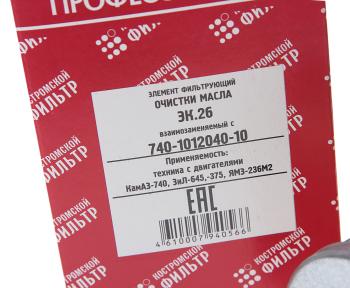 ПРОФЕСС
КОСТРОМСКОЙ
ФИЛЬТР
ЭЛЕМЕНТ ФИЛЬТРУЮЩИЙ
ОЧИСТКИ МАСЛА
ЭК.26
взаимозаменяемый с
740-1012040-10
Применяемость:
техника с двигателями
КамАЗ-740, ЗиЛ-645,-375, ЯМЗ-236М2
ЕАС
4610007940566
КОСТРОМСКОЙ
ФИЛЬТР
КОСТРОМСКОЙ
ФИЛЬТР